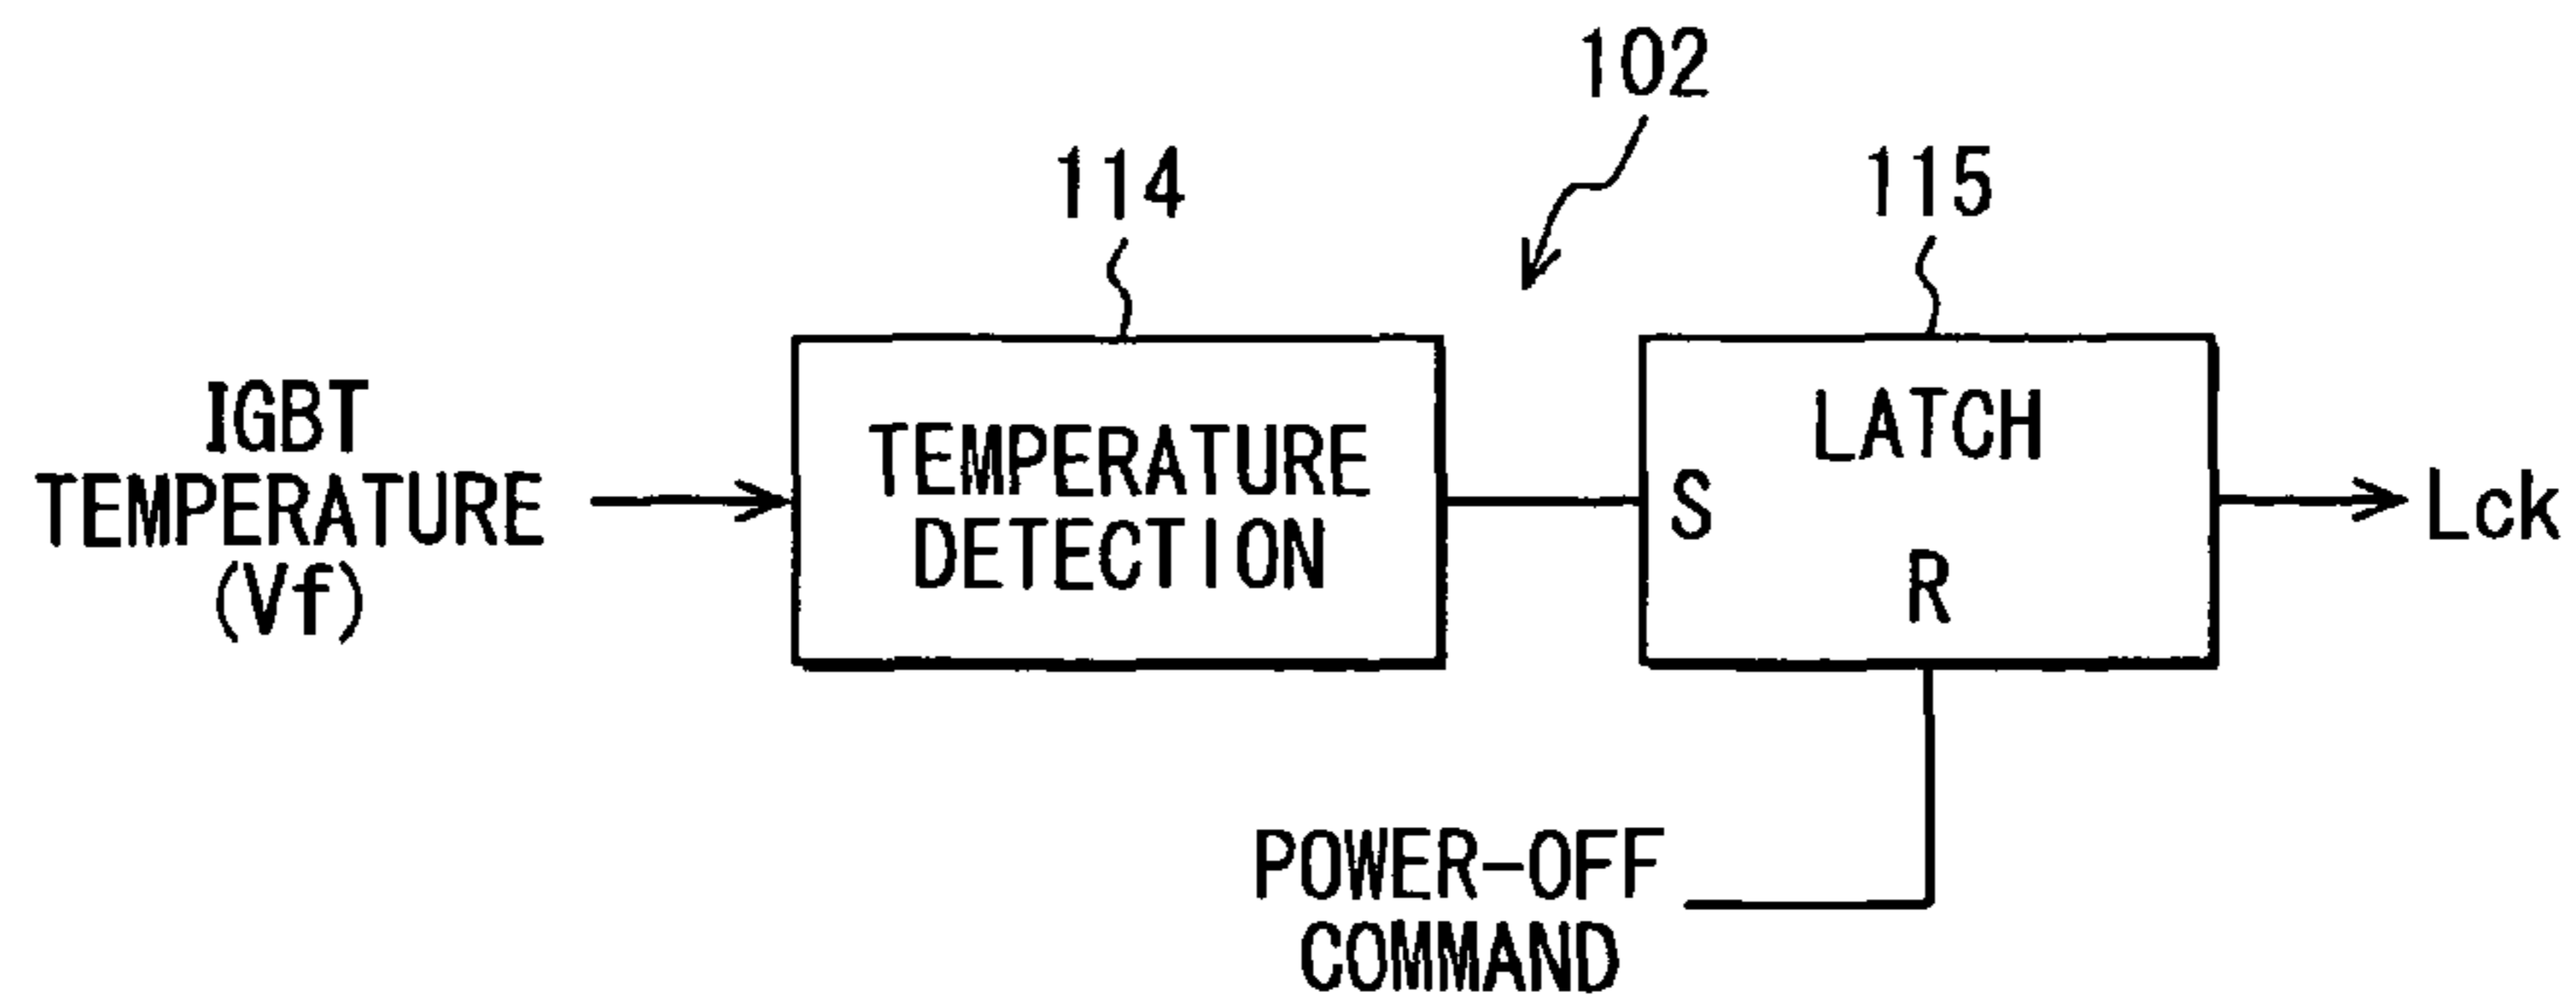 102
114
115
IGBT
TEMPERATURE
(Vf)
TEMPERATURE
DETECTION
LATCH
S
R
Lck
POWER-OFF
COMMAND